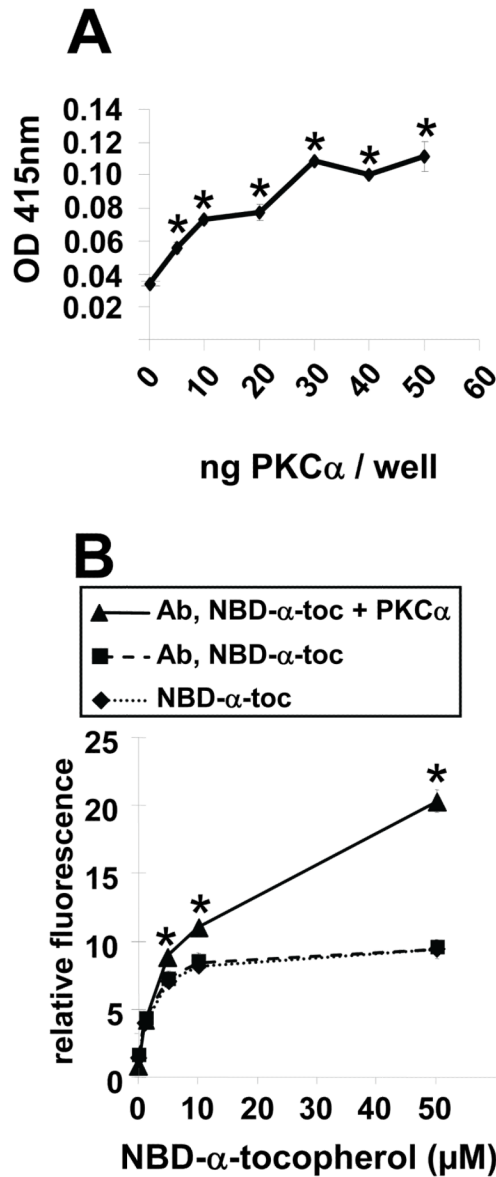 A
OD 415nm
0.14
0.12
0.10
0.08
0.06
0.04
0.02
* * * * * *
0 10 20 30 40 50 60
ng PKCα / well
B
Ab, NBD-α-toc + PKCα
Ab, NBD-α-toc
NBD-α-toc
relative fluorescence
25
20
15
10
5
0
* * *
0 10 20 30 40 50
NBD-α-tocopherol (µM)